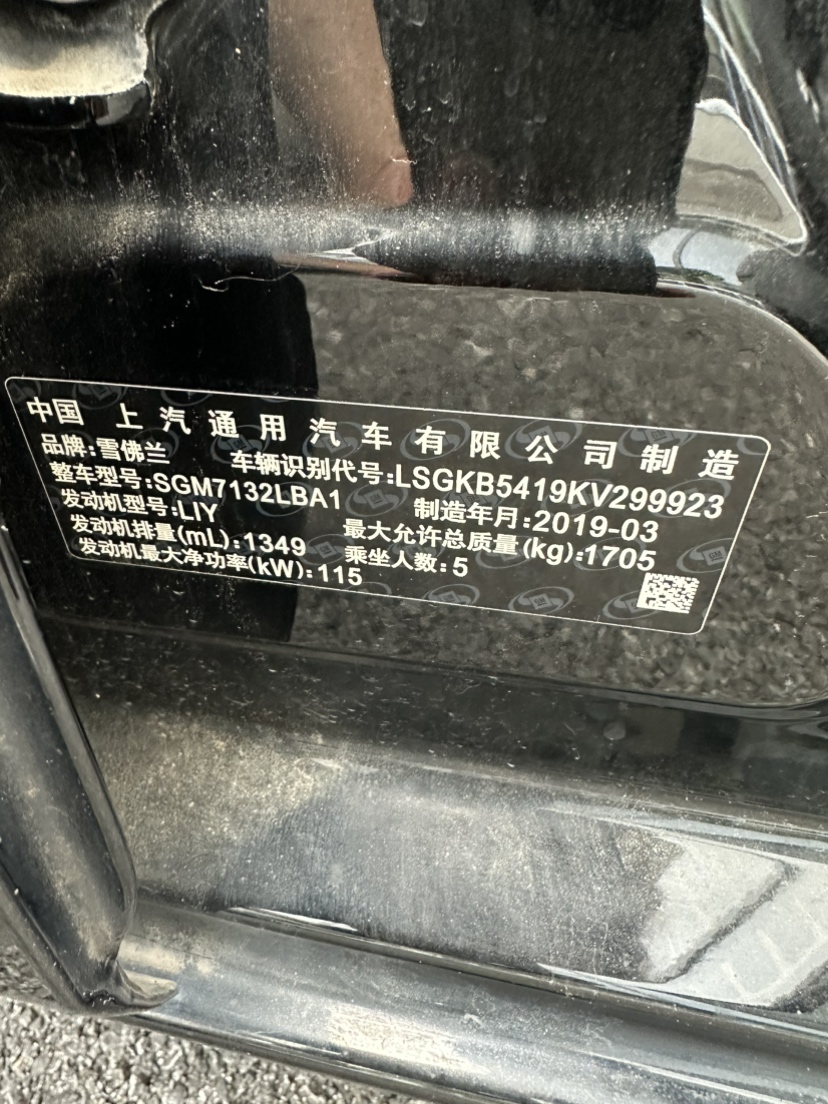 中国 上汽通用汽车有限公司制造
品牌:雪佛兰 车辆识别代号:LSGKB5419KV299923
整车型号:SGM7132LBA1 制造年月:2019-03
发动机型号:LIY 最大允许总质量(kg):1705
发动机排量(mL):1349 乘坐人数:5
发动机最大净功率(kW):115